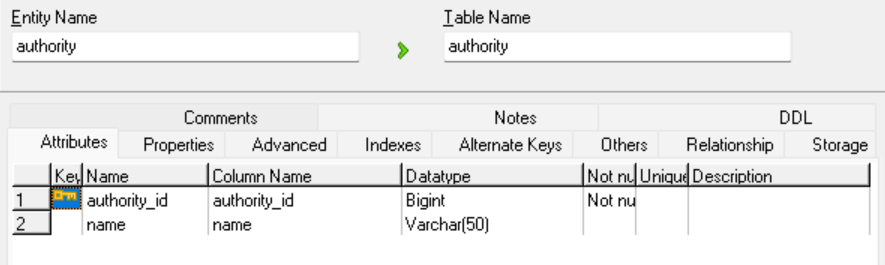 Entity Name Table Name
authority authority
Comments Notes DDL
Attributes Properties Advanced Indexes Alternate Keys Others Relationship Storage
Key Name Column Name Datatype Not nu Unique Description
1 authority_id authority_id Bigint Not nu
2 name name Varchar(50)